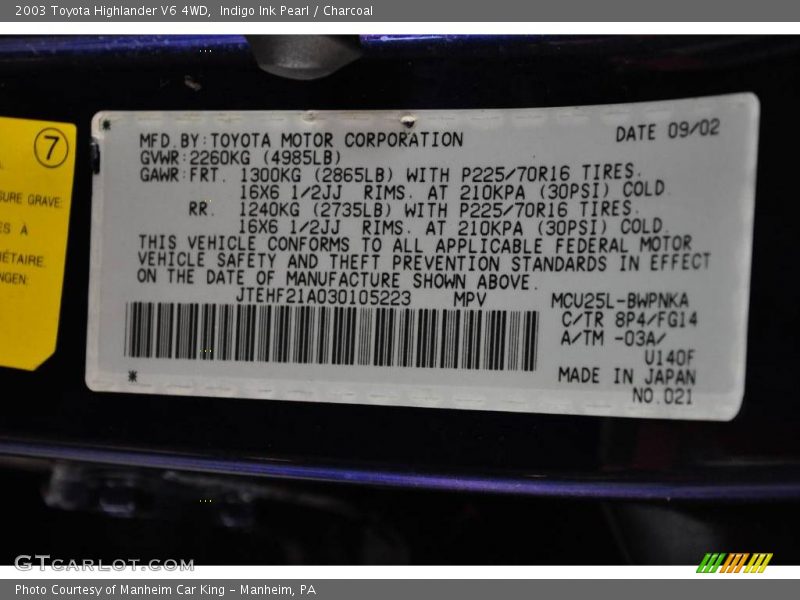 2003 Toyota Highlander V6 4WD, Indigo Ink Pearl / Charcoal
7
SURE GRAVE
ÉTAIRE.
MFD.BY:TOYOTA MOTOR CORPORATION DATE 09/02
GVWR:2260KG (4985LB)
GAWR:FRT. 1300KG (2865LB) WITH P225/70R16 TIRES.
16X6 1/2JJ RIMS. AT 210KPA (30PSI) COLD.
RR. 1240KG (2735LB) WITH P225/70R16 TIRES.
16X6 1/2JJ RIMS. AT 210KPA (30PSI) COLD.
THIS VEHICLE CONFORMS TO ALL APPLICABLE FEDERAL MOTOR
VEHICLE SAFETY AND THEFT PREVENTION STANDARDS IN EFFECT
ON THE DATE OF MANUFACTURE SHOWN ABOVE.
JTEHF21A030105223 MPV MCU25L-BWPNKA
C/TR 8P4/FG14
A/TM -03A/
U140F
MADE IN JAPAN
NO.021
GTCARLOT.COM
Photo Courtesy of Manheim Car King - Manheim, PA